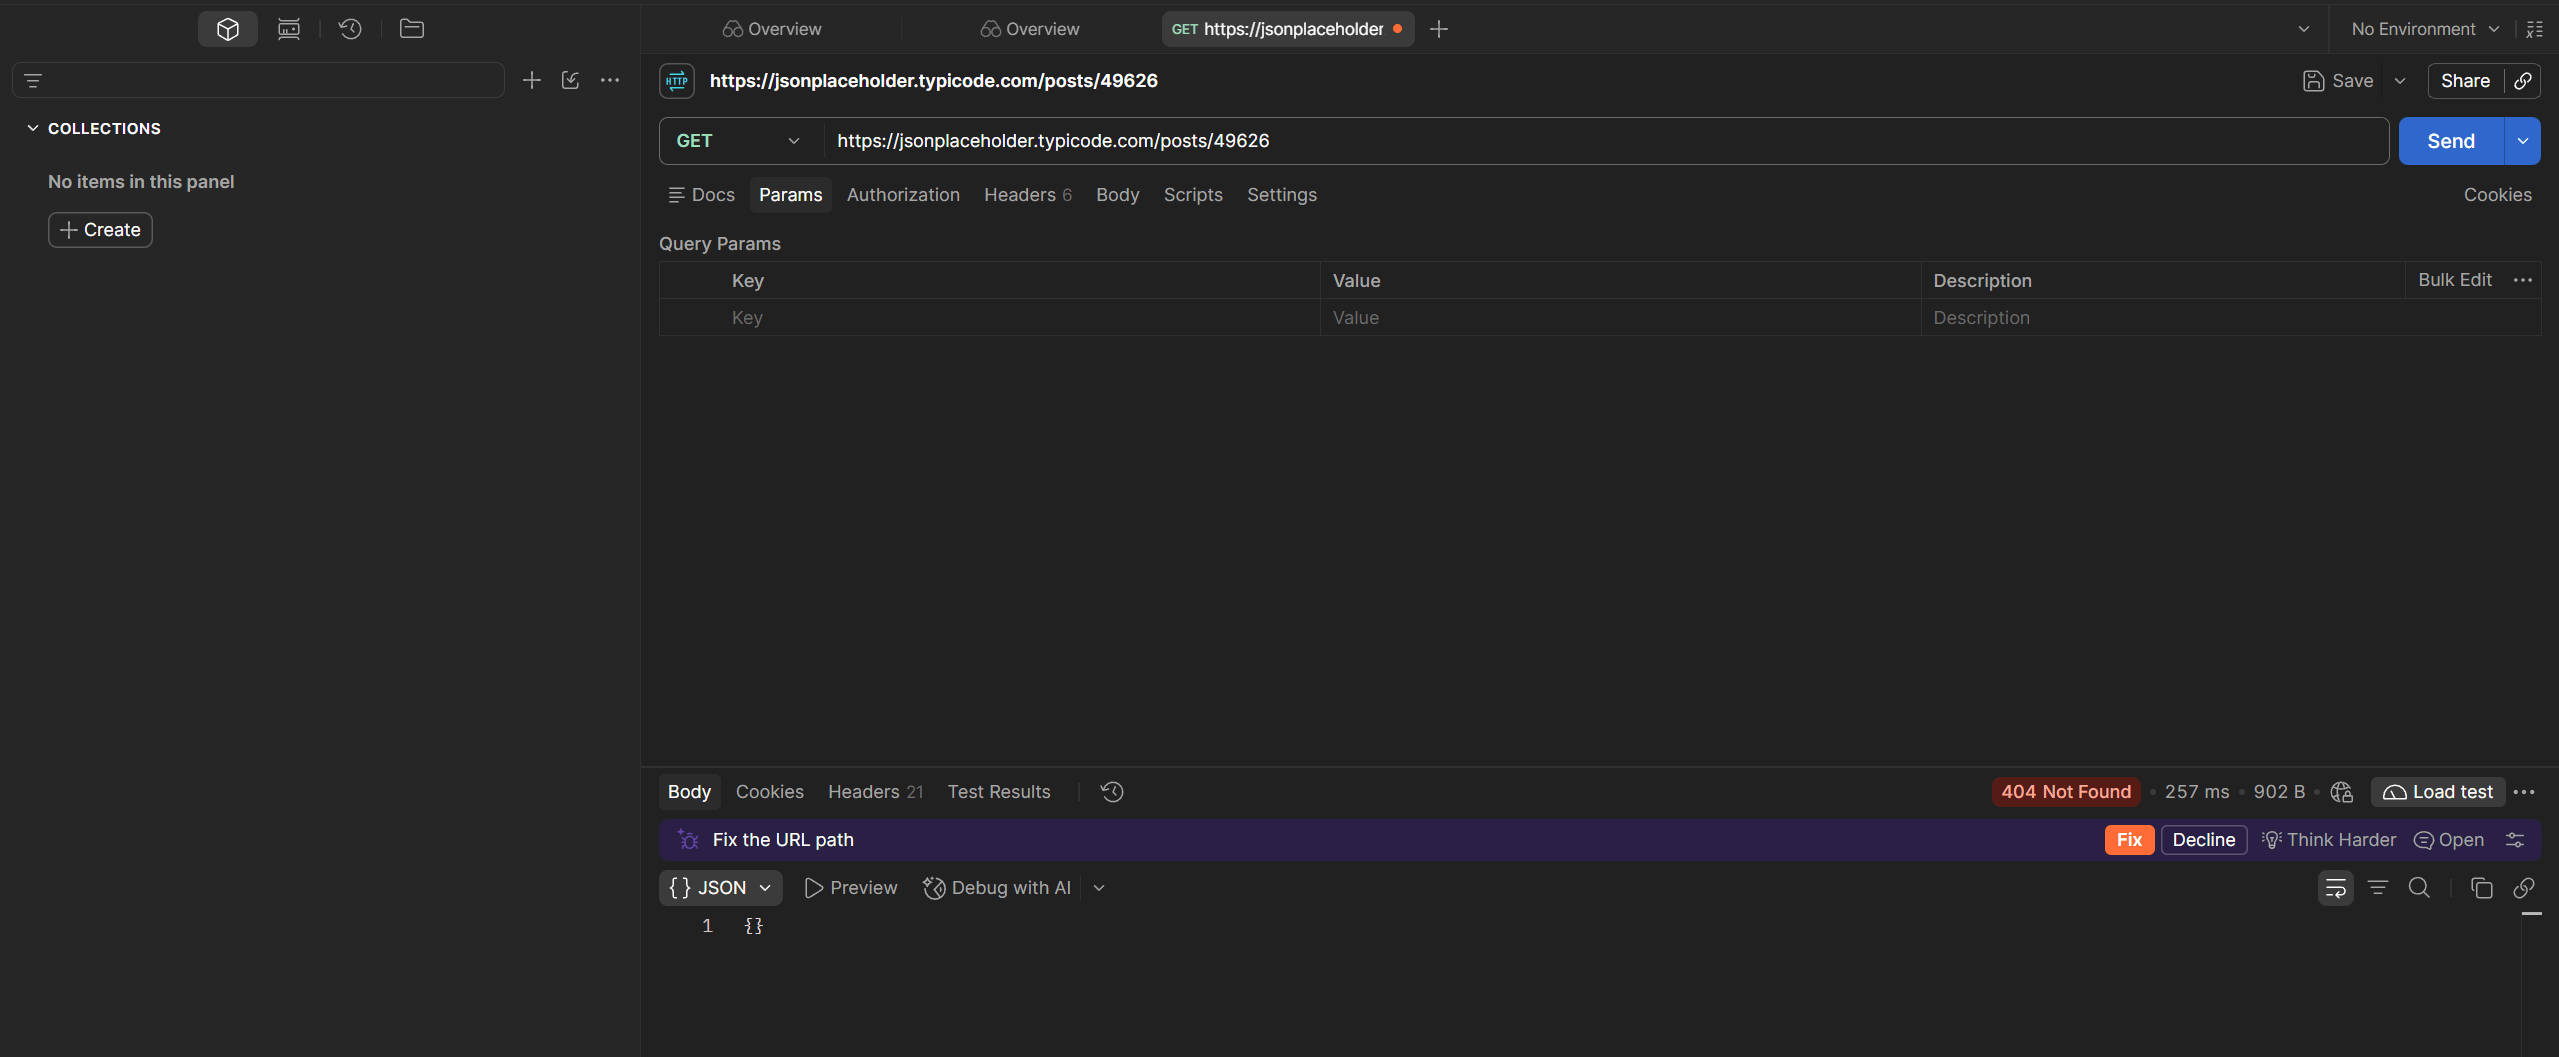 Overview
Overview
GET https://jsonplaceholder
No Environment
COLLECTIONS
No items in this panel
Create
HTTP
https://jsonplaceholder.typicode.com/posts/49626
Save
Share
GET
https://jsonplaceholder.typicode.com/posts/49626
Send
Docs Params Authorization Headers 6 Body Scripts Settings
Cookies
Query Params
Key Value Description Bulk Edit
Key Value Description
Body Cookies Headers 21 Test Results
404 Not Found • 257 ms • 902 B •
Load test
Fix the URL path
Fix Decline Think Harder Open
{} JSON Preview Debug with AI
1 {}